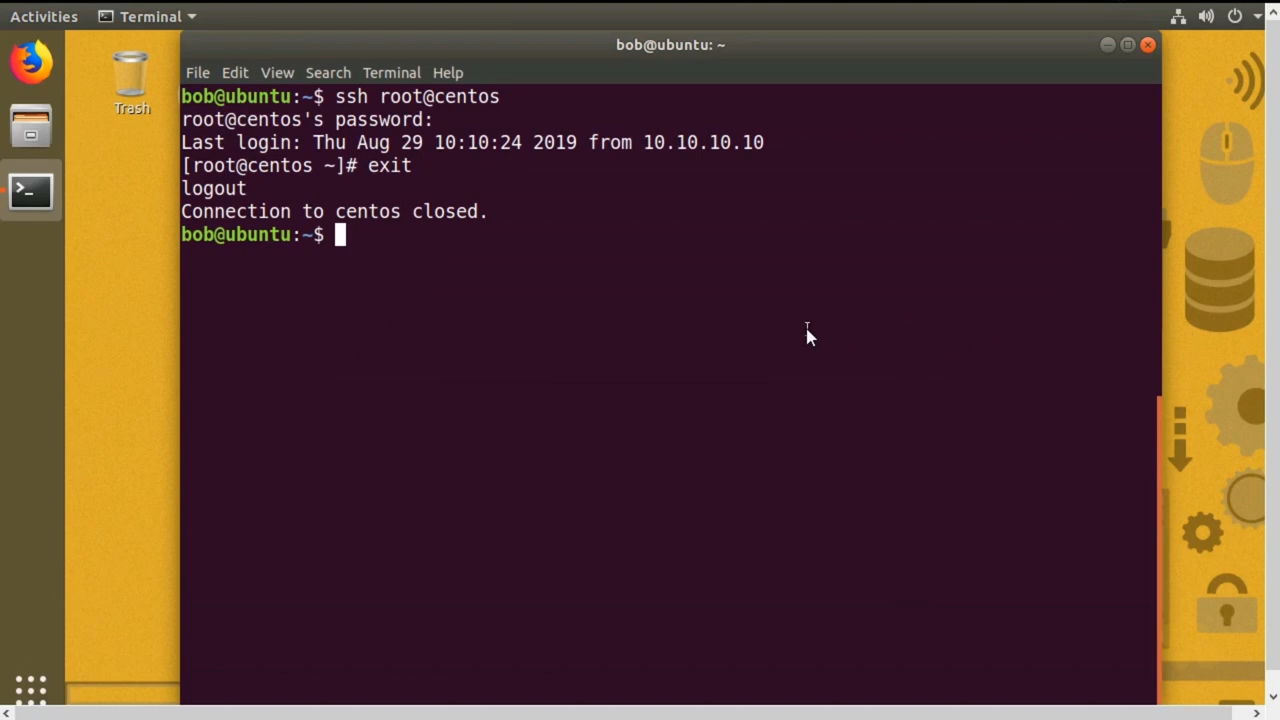 Activities Terminal
bob@ubuntu: ~
File Edit View Search Terminal Help
Trash
bob@ubuntu:~$ ssh root@centos
root@centos's password:
Last login: Thu Aug 29 10:10:24 2019 from 10.10.10.10
[root@centos ~]# exit
logout
Connection to centos closed.
bob@ubuntu:~$